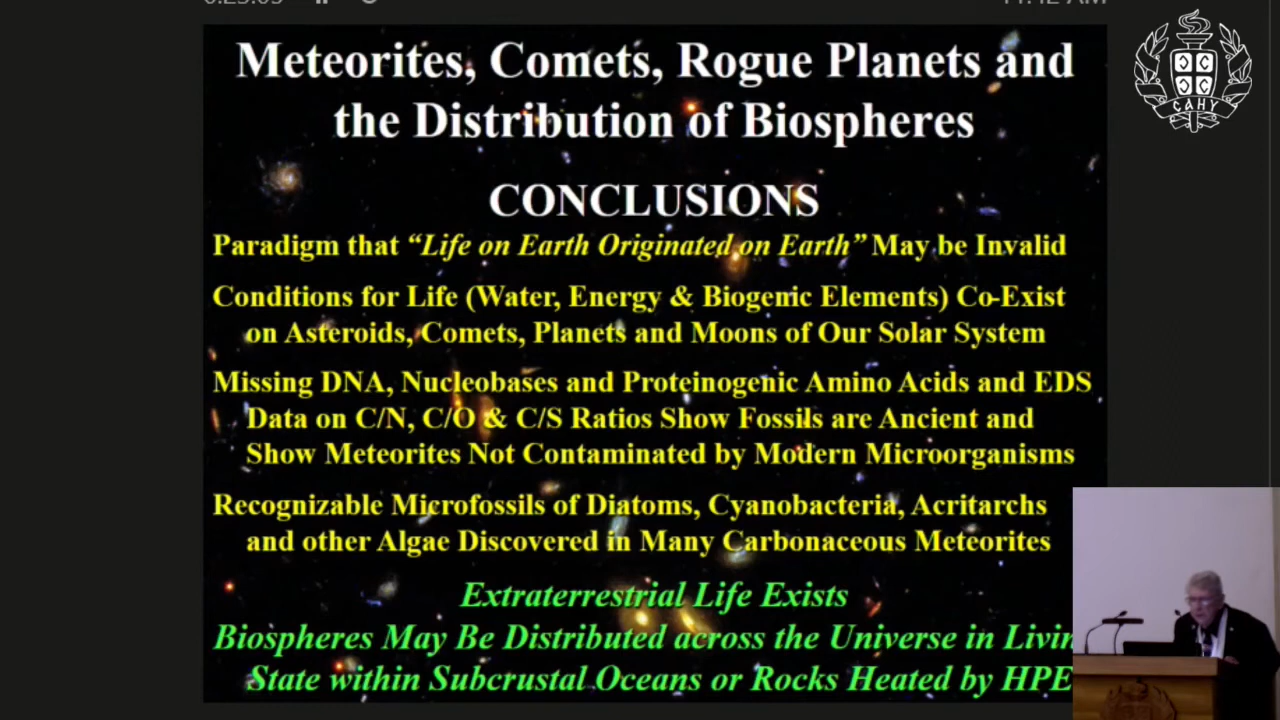 Meteorites, Comets, Rogue Planets and
the Distribution of Biospheres
CONCLUSIONS
Paradigm that “Life on Earth Originated on Earth” May be Invalid
Conditions for Life (Water, Energy & Biogenic Elements) Co-Exist
on Asteroids, Comets, Planets and Moons of Our Solar System
Missing DNA, Nucleobases and Proteinogenic Amino Acids and EDS
Data on C/N, C/O & C/S Ratios Show Fossils are Ancient and
Show Meteorites Not Contaminated by Modern Microorganisms
Recognizable Microfossils of Diatoms, Cyanobacteria, Acritarchs
and other Algae Discovered in Many Carbonaceous Meteorites
Extraterrestrial Life Exists
Biospheres May Be Distributed across the Universe in Livin
State within Subcrustal Oceans or Rocks Heated by HPE
САНУ